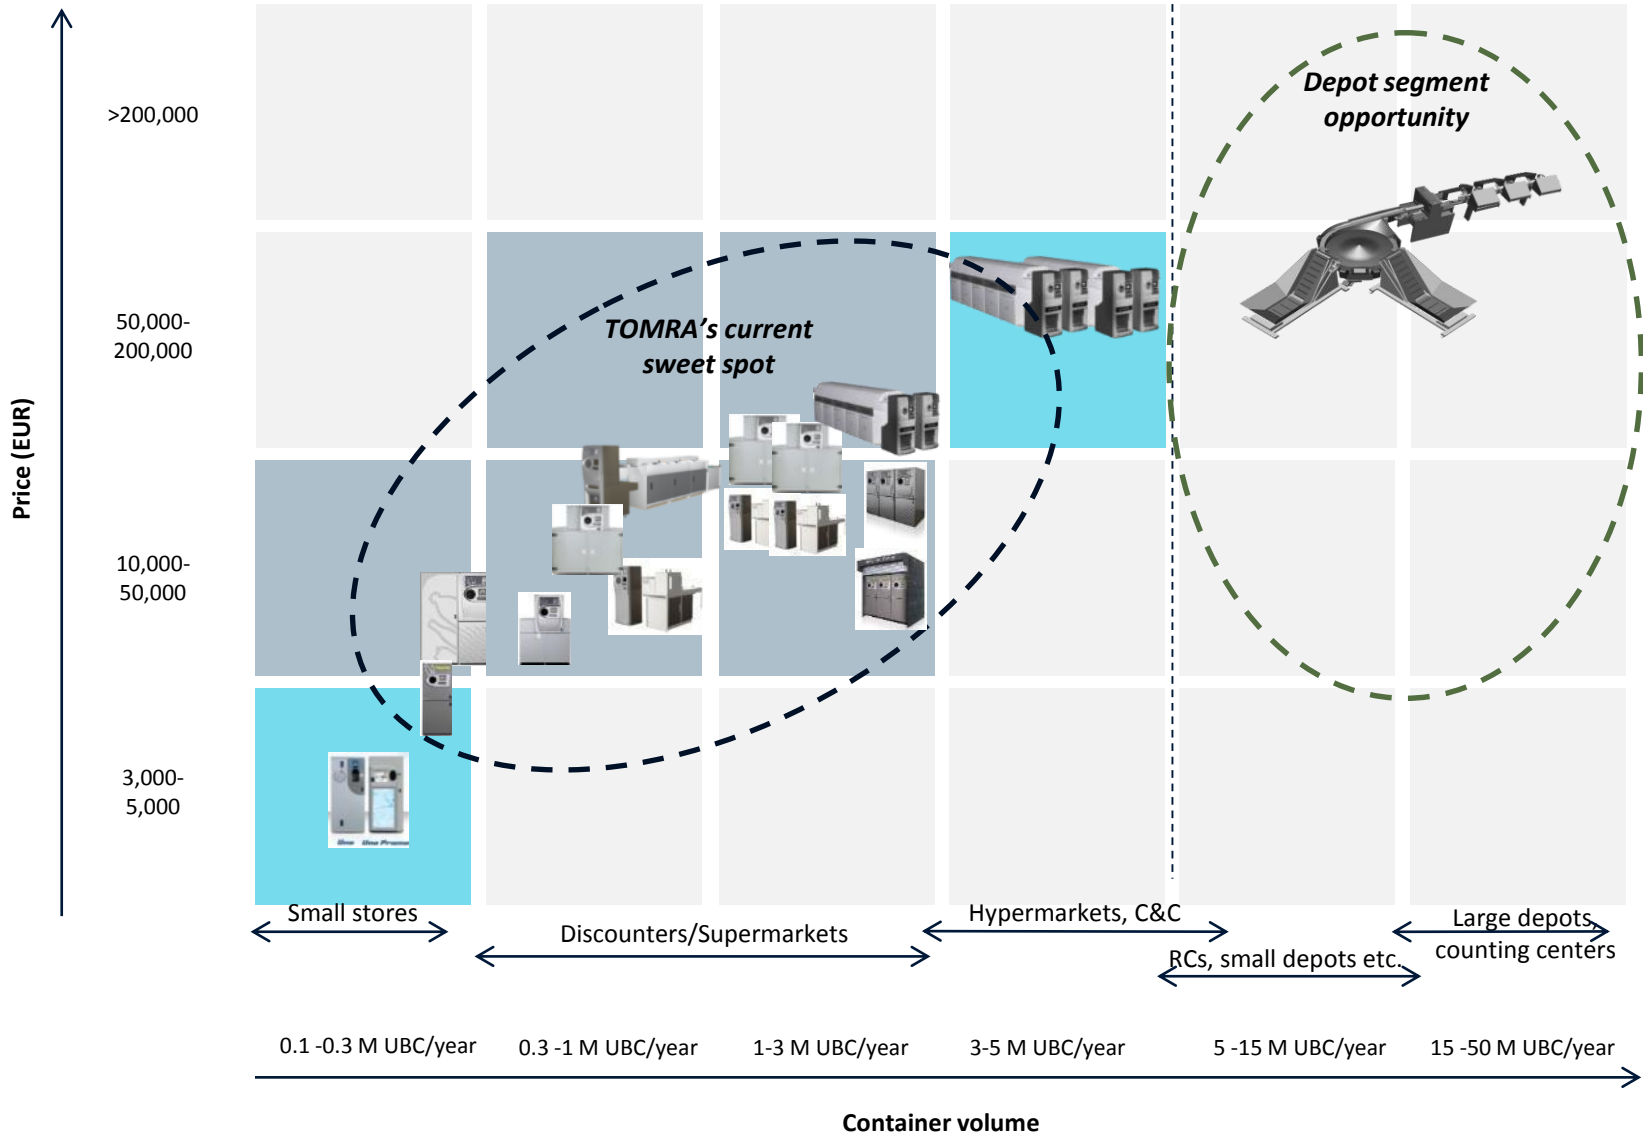 Depot segment
opportunity
>200,000
50,000-
200,000
TOMRA's current
sweet spot
Price (EUR)
10,000-
50,000
3,000-
5,000
One Uno Promo
Small stores
Discounters/Supermarkets
Hypermarkets, C&C
RCs, small depots etc.
Large depots,
counting centers
0.1 -0.3 M UBC/year
0.3 -1 M UBC/year
1-3 M UBC/year
3-5 M UBC/year
5 -15 M UBC/year
15 -50 M UBC/year
Container volume